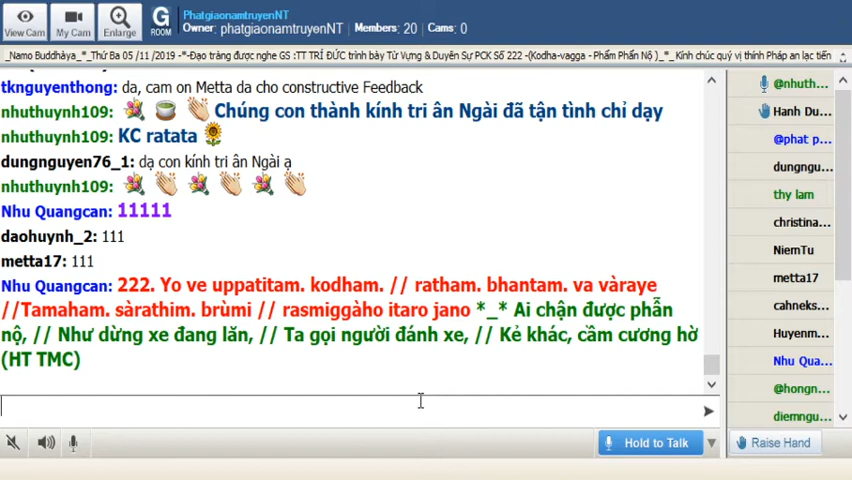 View Cam
My Cam
Enlarge
G
ROOM
PhatgiaonamtruyenNT
Owner: phatgiaonamtruyenNT Members: 20 Cams: 0
_Namo Buddhàya_*_Thứ Ba 05 /11 /2019 -*-Đạo tràng được nghe GS :TT TRÍ ĐỨC trình bày Từ Vựng & Duyên Sự PCK Số 222 -(Kodha-vagga - Phẩm Phẫn Nộ )_*_Kính chúc quý vị thính Pháp an lạc tiến
tknguyenthong: da, cam on Metta da cho constructive Feedback
nhuthuynh109: Chúng con thành kính tri ân Ngài đã tận tình chỉ dạy
nhuthuynh109: KC ratata
dungnguyen76_1: dạ con kính tri ân Ngài ạ
nhuthuynh109:
Nhu Quangcan: 11111
daohuynh_2: 111
metta17: 111
Nhu Quangcan: 222. Yo ve uppatitam. kodham. // ratham. bhantam. va vàraye
//Tamaham. sàrathim. brùmi // rasmiggàho itaro jano *_* Ai chận được phẫn
nộ, // Như dừng xe đang lăn, // Ta gọi người đánh xe, // Kẻ khác, cầm cương hờ
(HT TMC)
@nhuth...
Hanh Du...
@phat p...
dungngu...
thy lam
christina...
NiemTu
metta17
cahneks...
Huyenm...
Nhu Qua...
@hongn...
diemngu...
Hold to Talk
Raise Hand